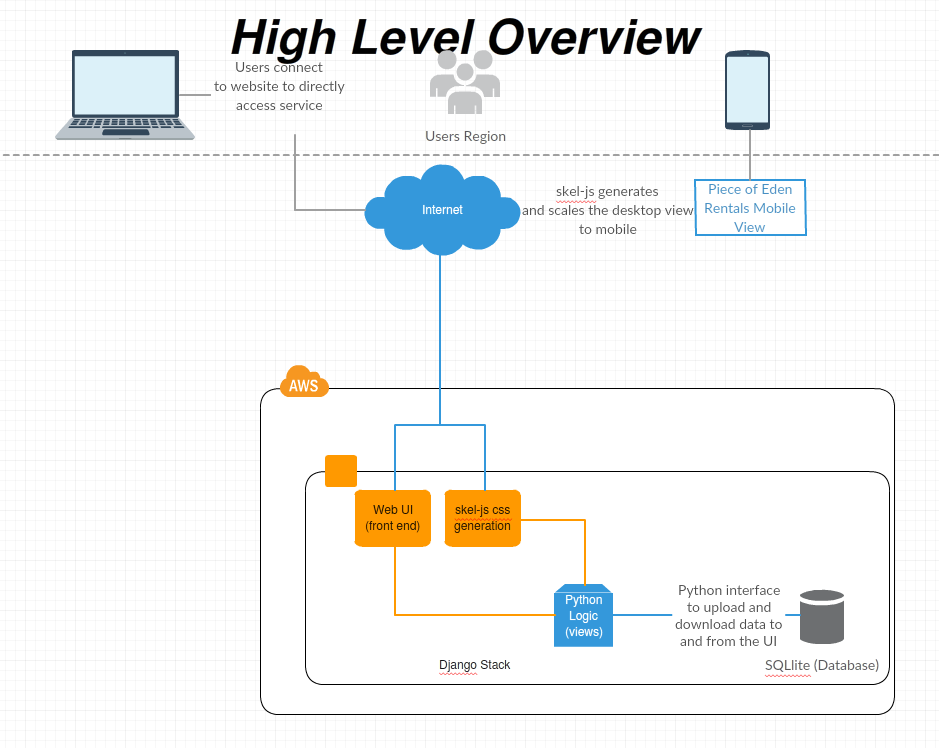 High Level Overview
Users connect
to website to directly
access service
Users Region
Internet
skel-js generates
and scales the desktop view
to mobile
Piece of Eden
Rentals Mobile
View
AWS
Web UI
(front end)
skel-js css
generation
Python
Logic
(views)
Python interface
to upload and
download data to
and from the UI
Django Stack
SQLlite (Database)